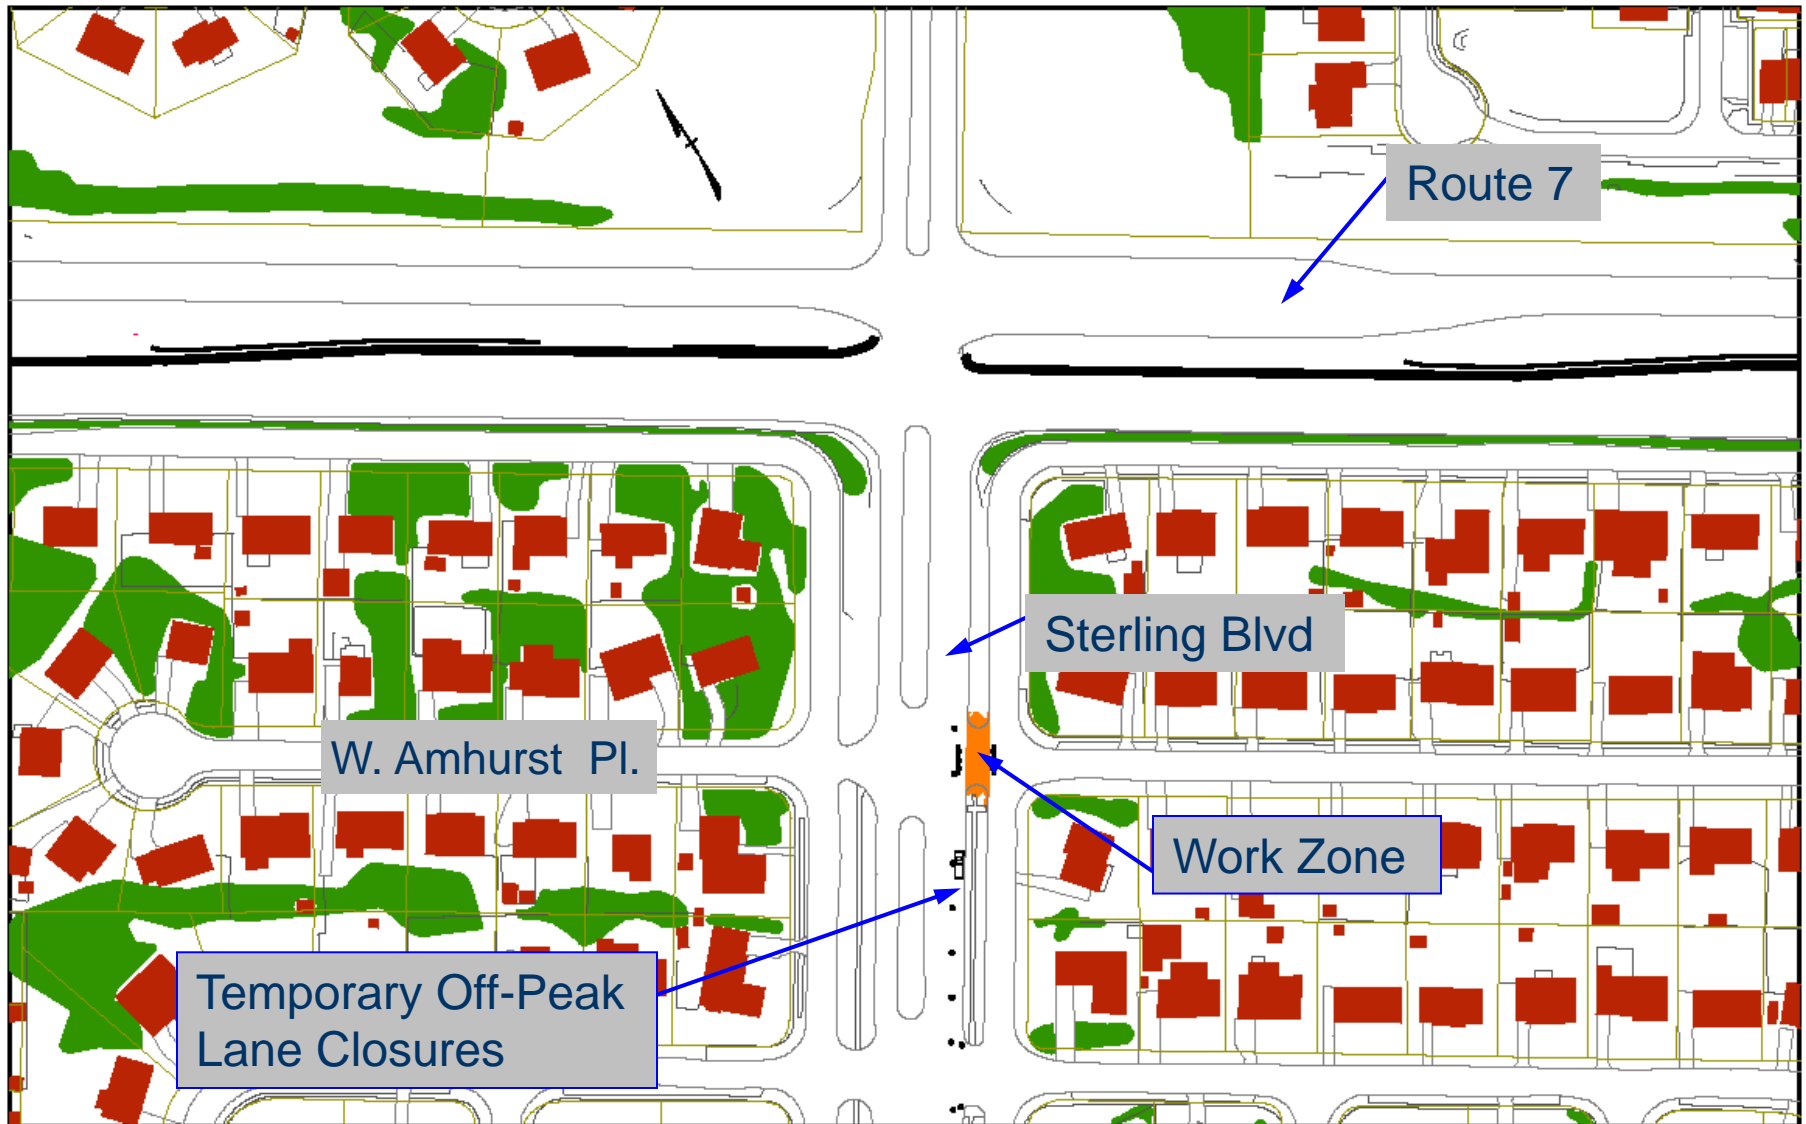 Route 7
Sterling Blvd
W. Amhurst Pl.
Work Zone
Temporary Off-Peak
Lane Closures